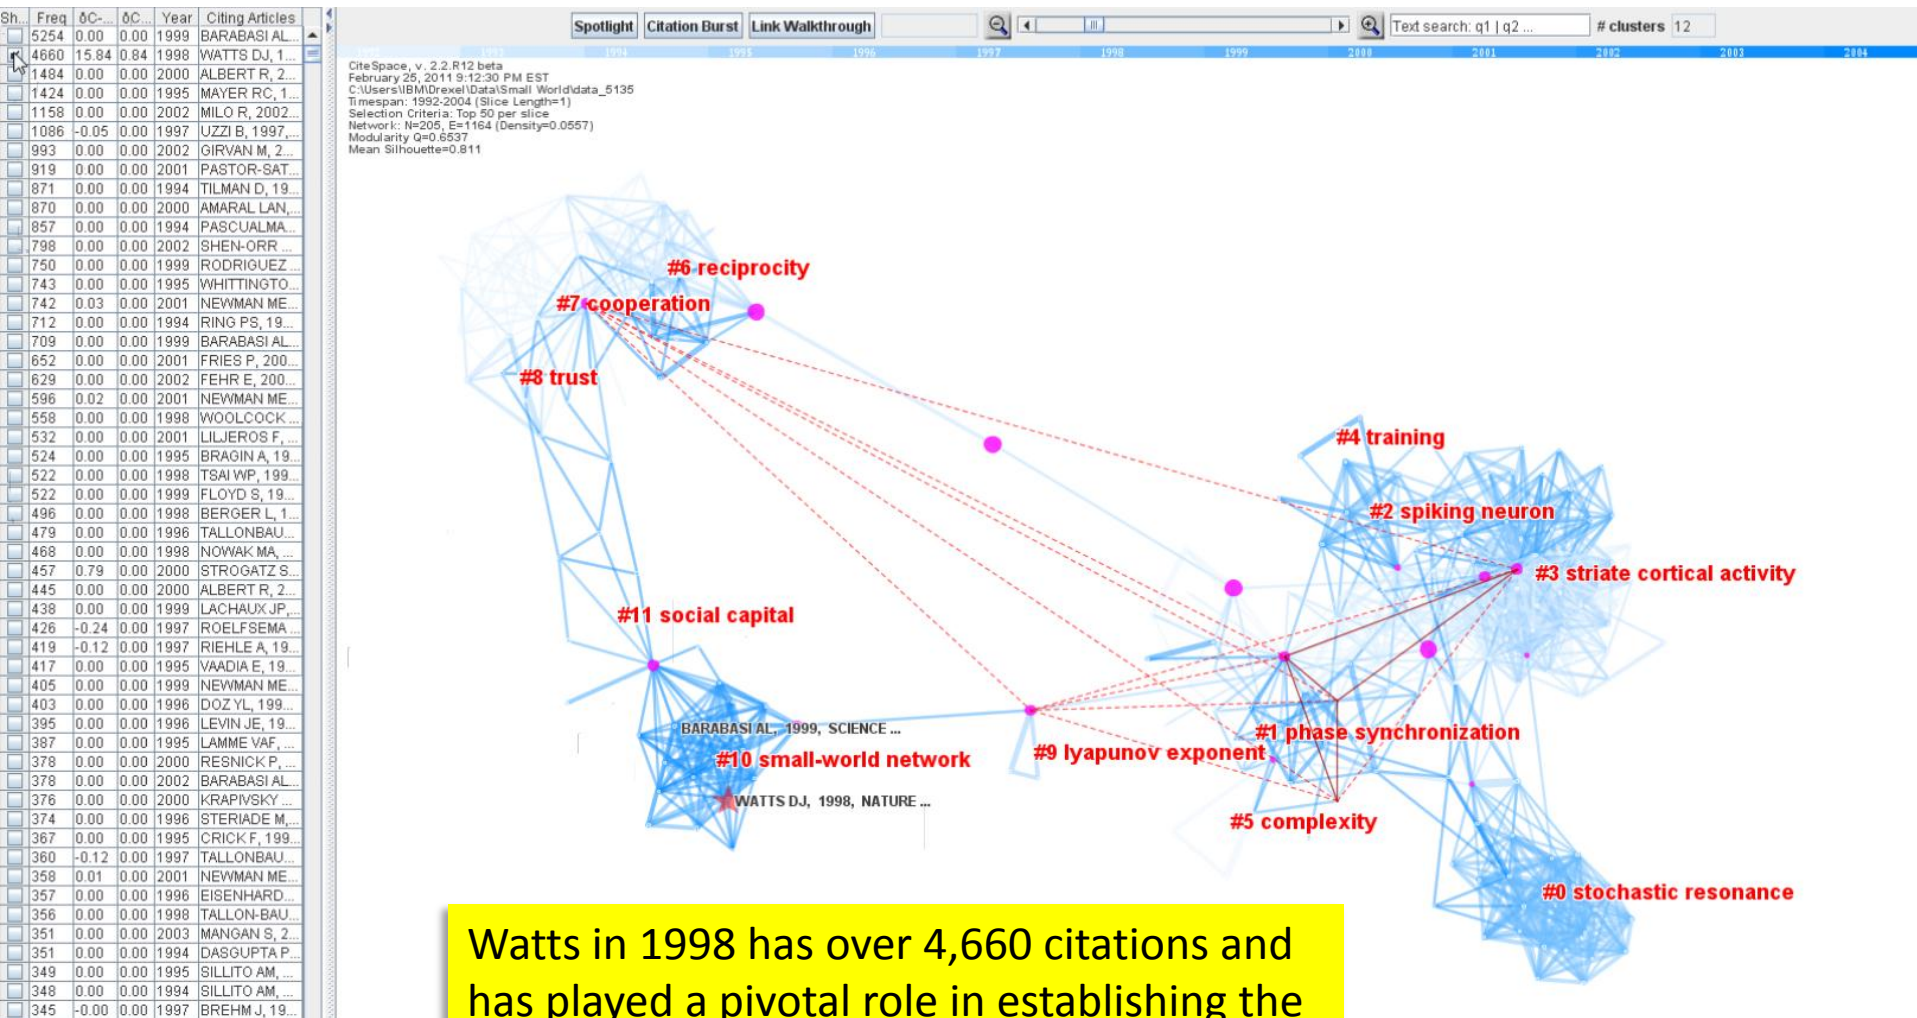 Sh... Freq δC-... δC... Year Citing Articles
5254 0.00 0.00 1999 BARABASI AL...
4660 15.84 0.84 1998 WATTS DJ, 1...
1484 0.00 0.00 2000 ALBERT R, 2...
1424 0.00 0.00 1995 MAYER RC, 1...
1158 0.00 0.00 2002 MILO R, 2002...
1086 -0.05 0.00 1997 UZZI B, 1997,...
993 0.00 0.00 2002 GIRVAN M, 2...
919 0.00 0.00 2001 PASTOR-SAT...
871 0.00 0.00 1994 TILMAN D, 19...
870 0.00 0.00 2000 AMARAL LAN,...
857 0.00 0.00 1994 PASCUALMA...
798 0.00 0.00 2002 SHEN-ORR ...
750 0.00 0.00 1999 RODRIGUEZ ...
743 0.00 0.00 1995 WHITTINGTO...
742 0.03 0.00 2001 NEWMAN ME...
712 0.00 0.00 1994 RING PS, 19...
709 0.00 0.00 1999 BARABASI AL...
652 0.00 0.00 2001 FRIES P, 200...
629 0.00 0.00 2002 FEHR E, 200...
596 0.02 0.00 2001 NEWMAN ME...
558 0.00 0.00 1998 WOOLCOCK ...
532 0.00 0.00 2001 LILJEROS F, ...
524 0.00 0.00 1995 BRAGIN A, 19...
522 0.00 0.00 1998 TSAI WP, 199...
522 0.00 0.00 1999 FLOYD S, 19...
496 0.00 0.00 1998 BERGER L, 1...
479 0.00 0.00 1996 TALLONBAU...
468 0.00 0.00 1998 NOWAK MA, ...
457 0.79 0.00 2000 STROGATZ S...
445 0.00 0.00 2000 ALBERT R, 2...
438 0.00 0.00 1999 LACHAUX JP,...
426 -0.24 0.00 1997 ROELFSEMA ...
419 -0.12 0.00 1997 RIEHLE A, 19...
417 0.00 0.00 1995 VAADIA E, 19...
405 0.00 0.00 1999 NEWMAN ME...
403 0.00 0.00 1996 DOZ YL, 199...
395 0.00 0.00 1996 LEVIN JE, 19...
387 0.00 0.00 1995 LAMME VAF, ...
378 0.00 0.00 2000 RESNICK P, ...
378 0.00 0.00 2002 BARABASI AL...
376 0.00 0.00 2000 KRAPIVSKY ...
374 0.00 0.00 1996 STERIADE M,...
367 0.00 0.00 1995 CRICK F, 199...
360 -0.12 0.00 1997 TALLONBAU...
358 0.01 0.00 2001 NEWMAN ME...
357 0.00 0.00 1996 EISENHARD...
356 0.00 0.00 1998 TALLON-BAU...
351 0.00 0.00 2003 MANGAN S, 2...
351 0.00 0.00 1994 DASGUPTA P...
349 0.00 0.00 1995 SILLITO AM, ...
348 0.00 0.00 1994 SILLITO AM, ...
345 -0.00 0.00 1997 BREHM J, 19...
Spotlight Citation Burst Link Walkthrough Text search: q1 | q2 ... # clusters 12
1992 1993 1994 1995 1996 1997 1998 1999 2000 2001 2002 2003 2004
CiteSpace, v. 2.2.R12 beta
February 25, 2011 9:12:30 PM EST
C:\Users\IBM\Drexel\Data\Small World\data_5135
Timespan: 1992-2004 (Slice Length=1)
Selection Criteria: Top 50 per slice
Network: N=205, E=1164 (Density=0.0557)
Modularity Q=0.6537
Mean Silhouette=0.811
#6 reciprocity
#7 cooperation
#8 trust
#4 training
#2 spiking neuron
#3 striate cortical activity
#11 social capital
BARABASI AL, 1999, SCIENCE ...
#1 phase synchronization
#9 lyapunov exponent
#10 small-world network
WATTS DJ, 1998, NATURE ...
#5 complexity
#0 stochastic resonance
Watts in 1998 has over 4,660 citations and
has played a pivotal role in establishing the